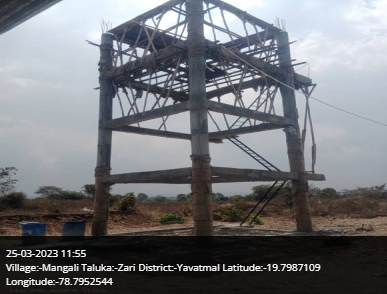 25-03-2023 11:55
Village:-Mangali Taluka:-Zari District:-Yavatmal Latitude:-19.7987109
Longitude:-78.7952544